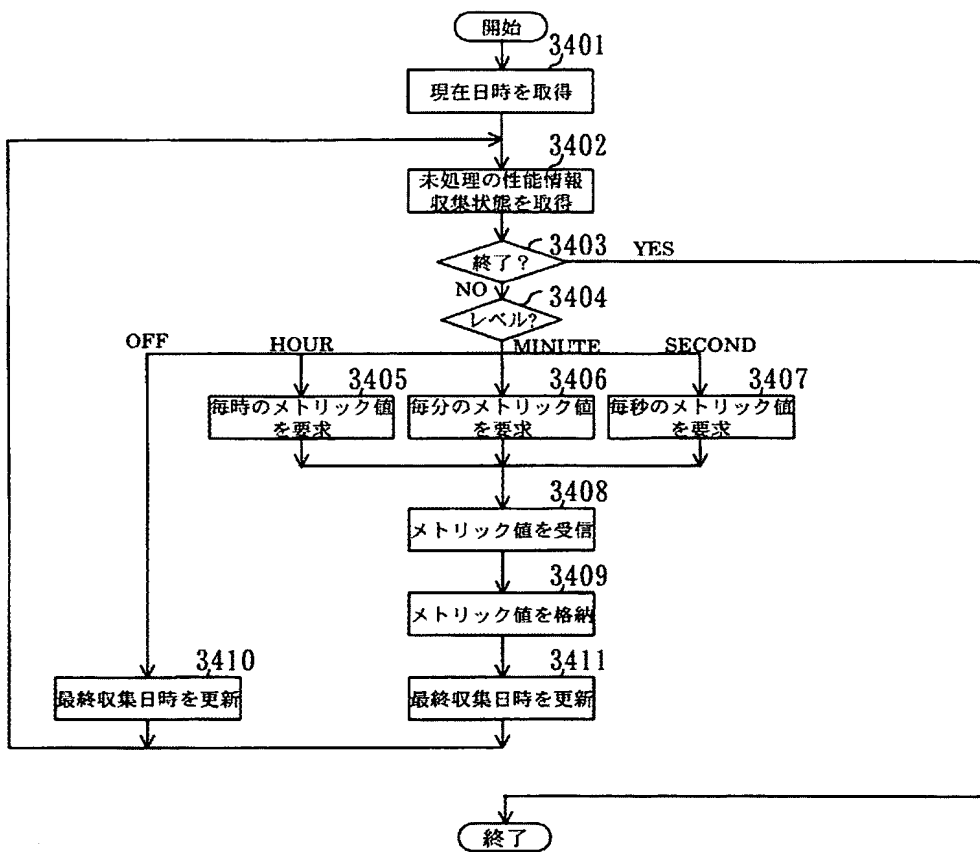 開始
3401
現在日時を取得
3402
未処理の性能情報
収集状態を取得
3403
終了?
YES
NO
3404
レベル?
OFF
HOUR
MINUTE
SECOND
3405
毎時のメトリック値
を要求
3406
毎分のメトリック値
を要求
3407
毎秒のメトリック値
を要求
3408
メトリック値を受信
3409
メトリック値を格納
3410
最終収集日時を更新
3411
最終収集日時を更新
終了